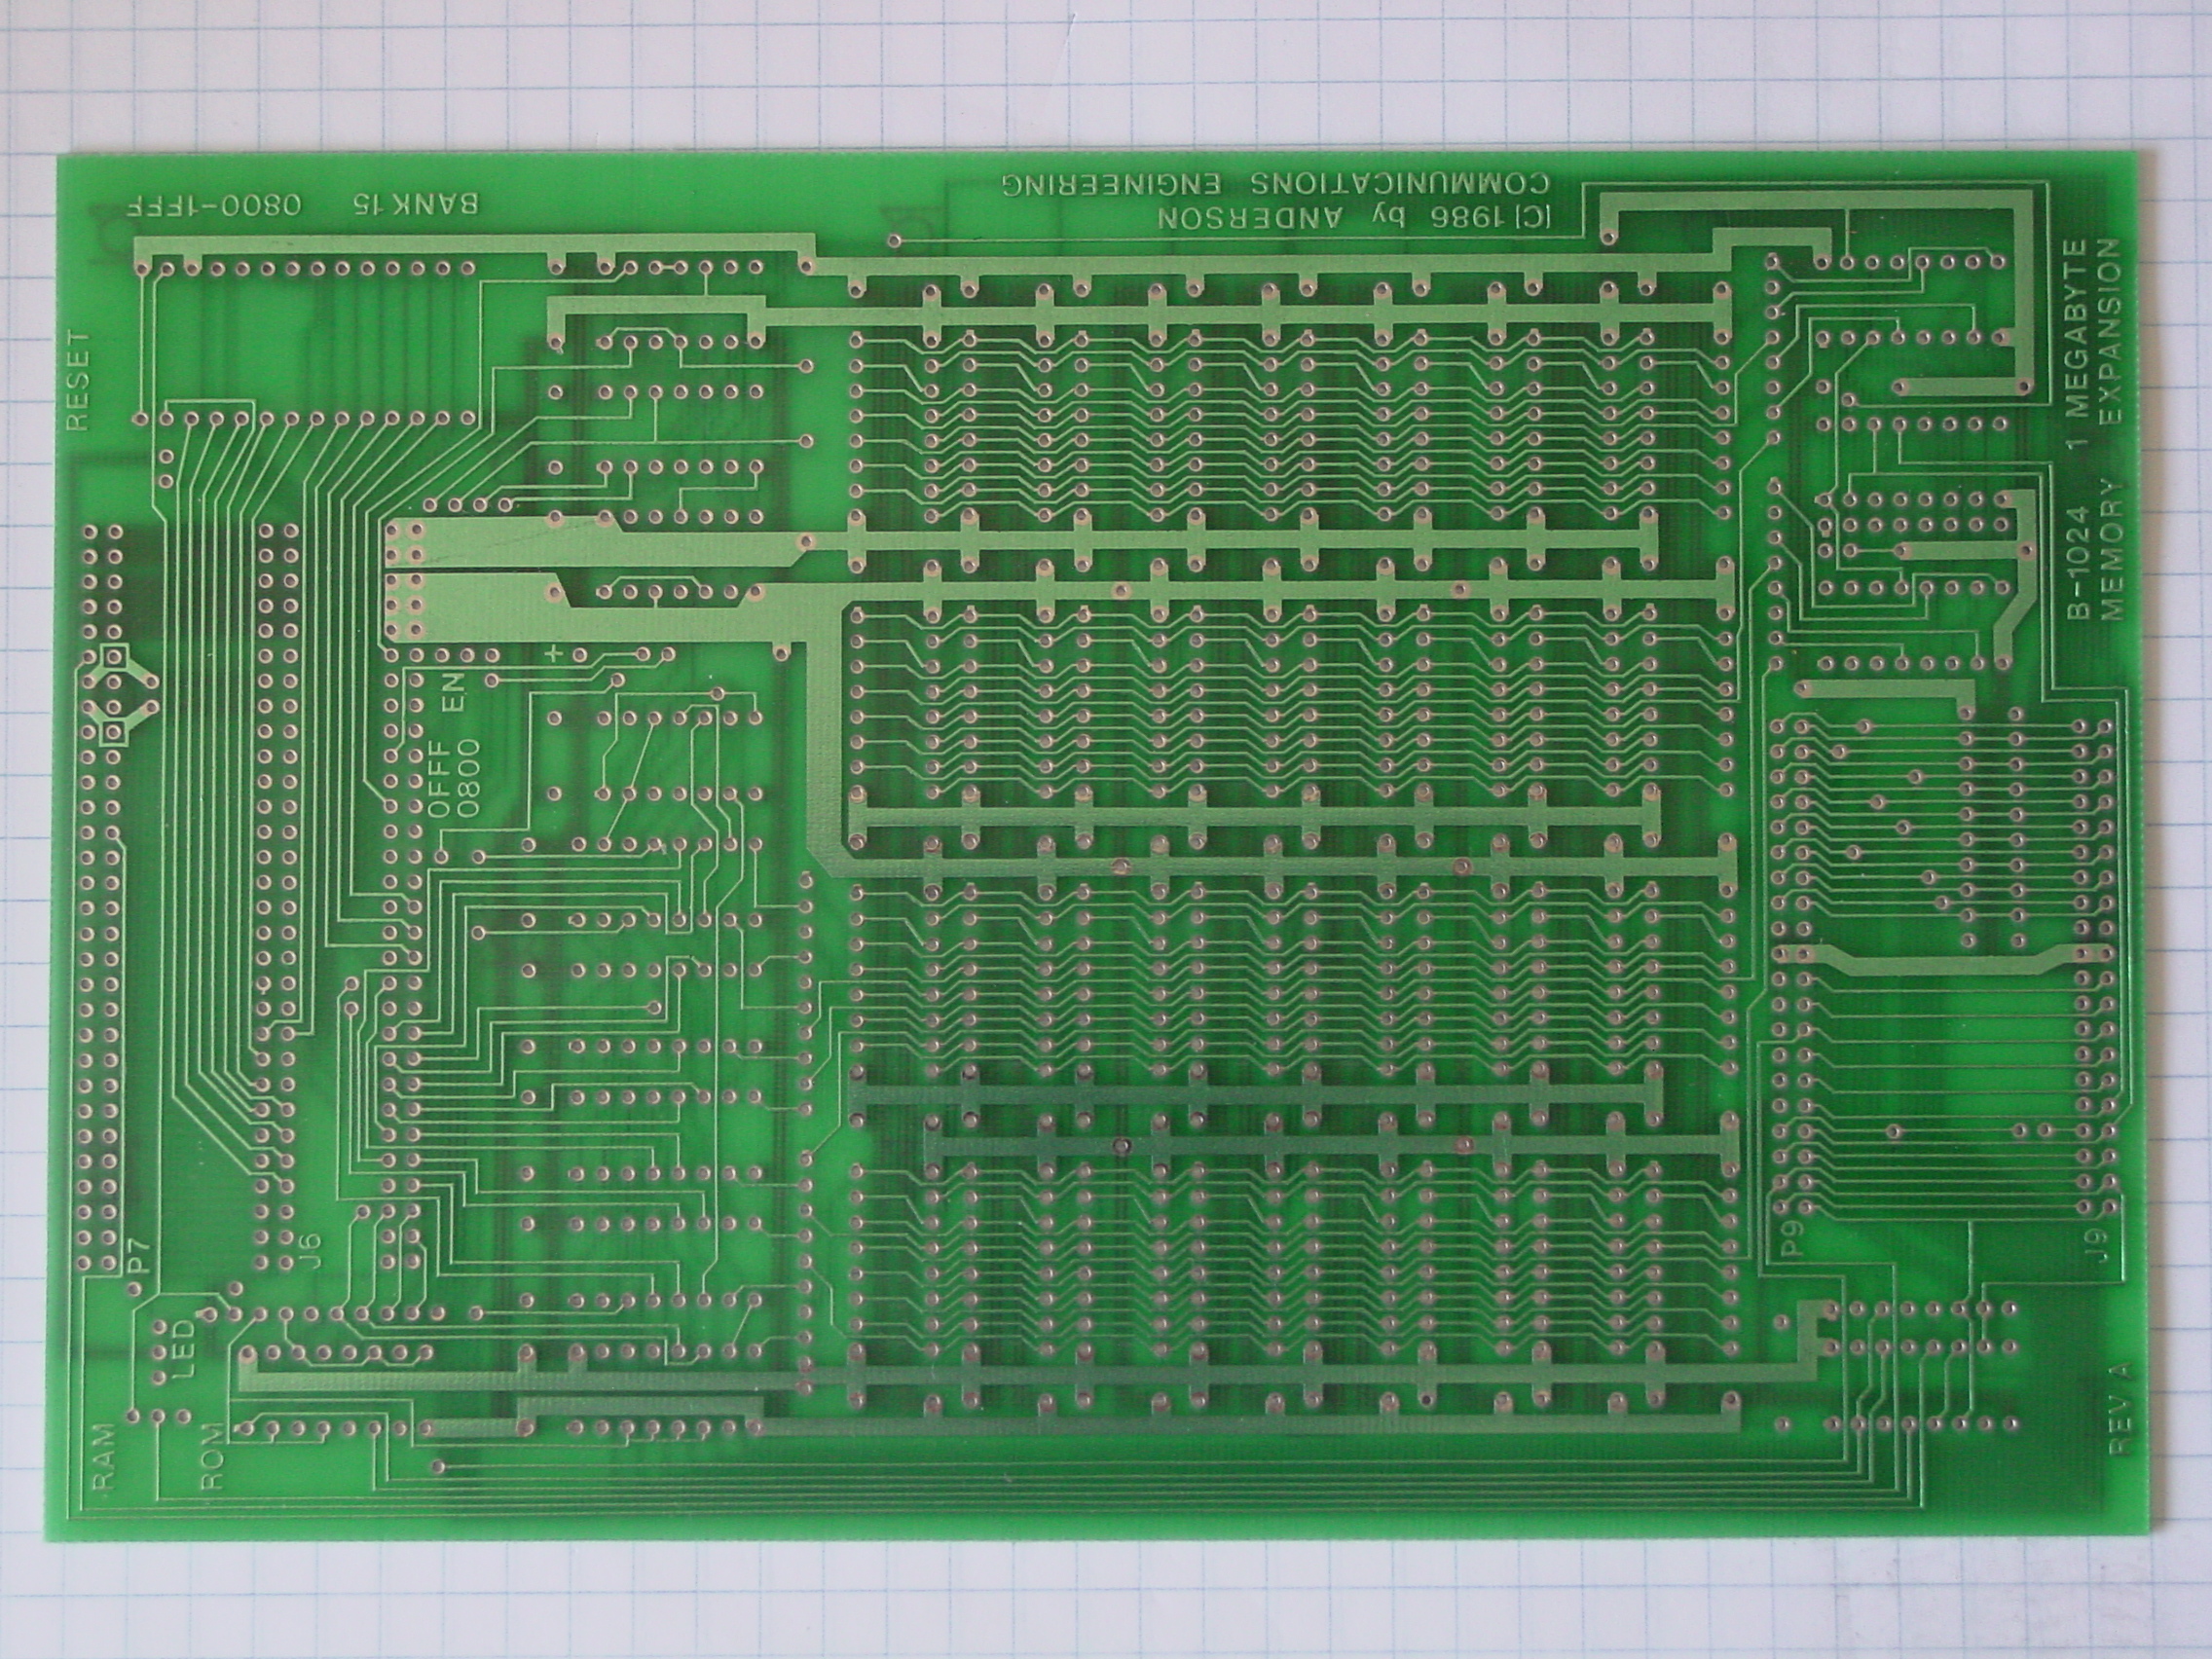 REV A
J9
P9
ROM
RAM
LED
J6
P7
0FFF
0800
EN
+
B-1024 1 MEGABYTE
MEMORY EXPANSION
RESET
(C) 1986 by ANDERSON
COMMUNICATIONS ENGINEERING
BANK 15 0800-1FFF